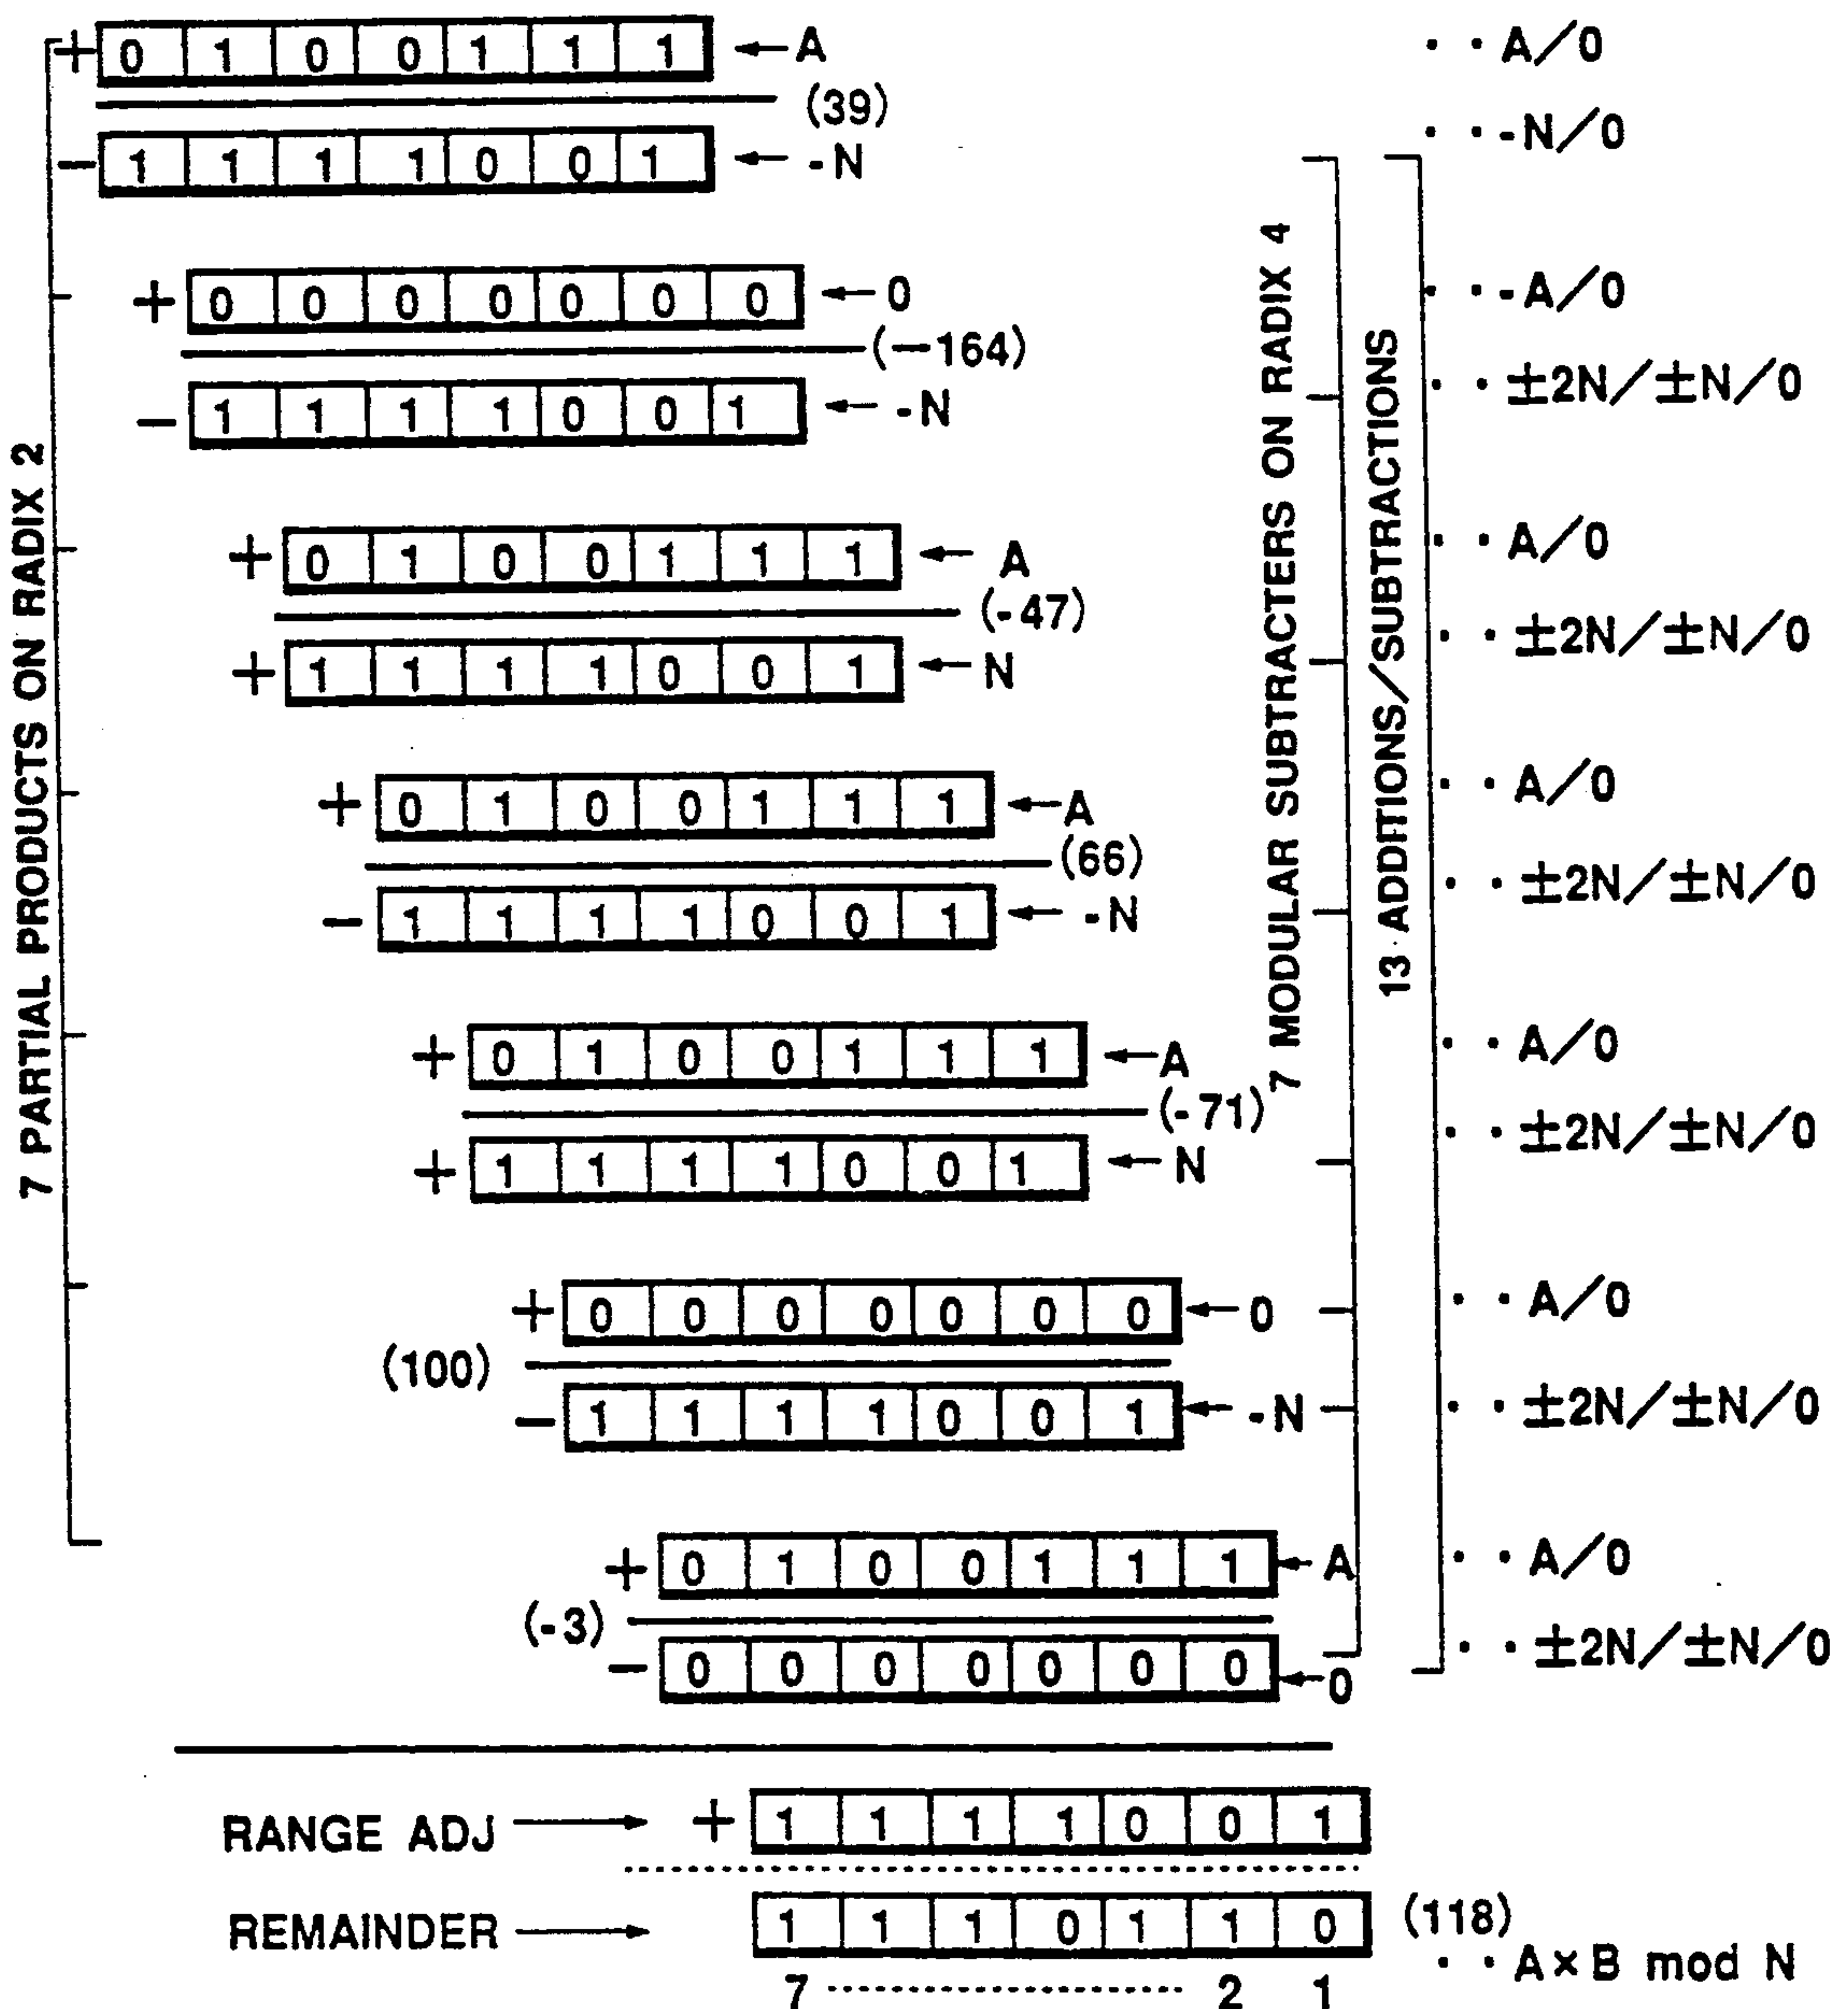 + 0 1 0 0 1 1 1 ←A · · A/0
(39)
− 1 1 1 1 0 0 1 ← -N · · -N/0
+ 0 0 0 0 0 0 0 ←0 · · -A/0
(−164)
− 1 1 1 1 0 0 1 ← -N · · ±2N/±N/0
+ 0 1 0 0 1 1 1 ← A · · A/0
(-47)
+ 1 1 1 1 0 0 1 ← N · · ±2N/±N/0
+ 0 1 0 0 1 1 1 ←A · · A/0
(66)
− 1 1 1 1 0 0 1 ← -N · · ±2N/±N/0
+ 0 1 0 0 1 1 1 ←A · · A/0
(-71)
+ 1 1 1 1 0 0 1 ← N · · ±2N/±N/0
+ 0 0 0 0 0 0 0 ←0 · · A/0
(100)
− 1 1 1 1 0 0 1 ← -N · · ±2N/±N/0
+ 0 1 0 0 1 1 1 ←A · · A/0
(-3)
− 0 0 0 0 0 0 0 ←0 · · ±2N/±N/0
7 PARTIAL PRODUCTS ON RADIX 2
7 MODULAR SUBTRACTERS ON RADIX 4
13 ADDITIONS/SUBTRACTIONS
RANGE ADJ → + 1 1 1 1 0 0 1
REMAINDER → 1 1 1 0 1 1 0 (118)
· · A×B mod N
7 ............ 2 1